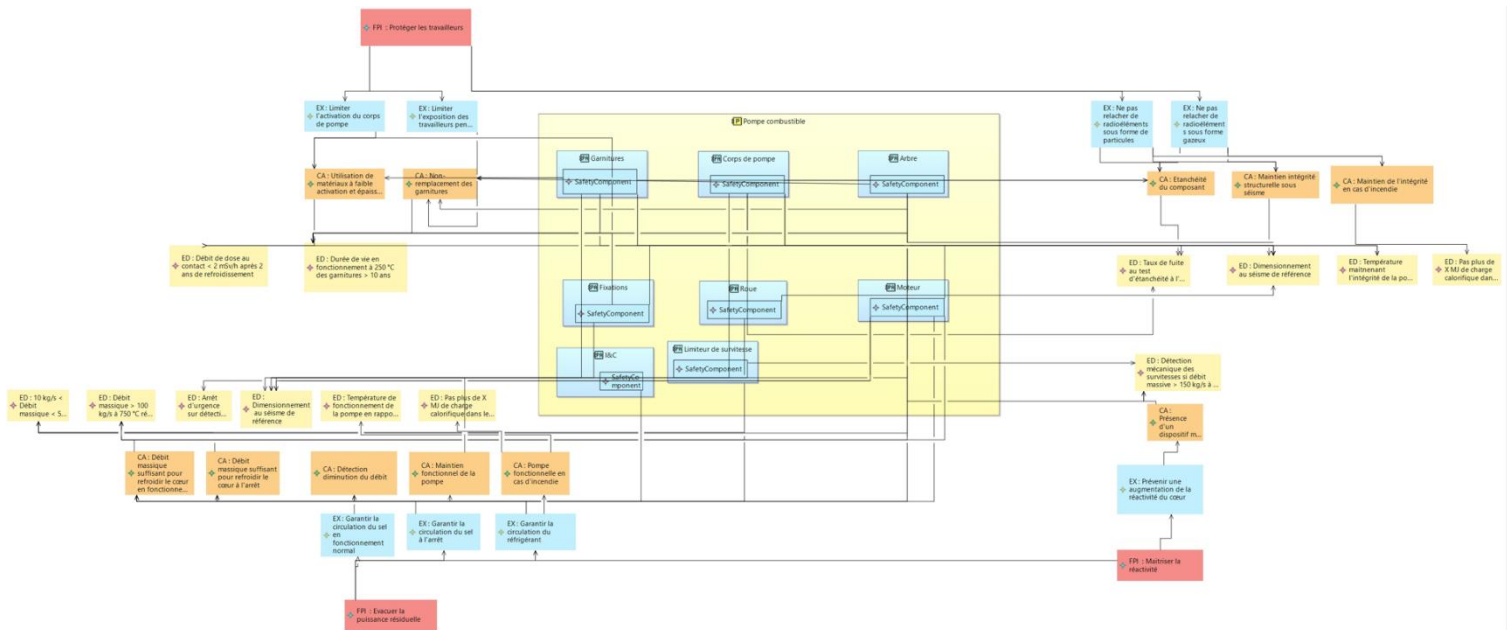 FPI : Protéger les travailleurs
EX : Limiter
l'activation du corps
de pompe
EX : Limiter
l'exposition des
travailleurs pen...
EX : Ne pas
relacher de
radioéléments
sous forme de
particules
EX : Ne pas
relacher de
radioélément
s sous forme
gazeux
Pompe combustible
Garnitures
SafetyComponent
Corps de pompe
SafetyComponent
Arbre
SafetyComponent
CA : Utilisation de
matériaux à faible
activation et épaiss...
CA : Non-
remplacement des
garnitures
CA : Etanchéité
du composant
CA : Maintien intégrité
structurelle sous
séisme
CA : Maintien de l'intégrité
en cas d'incendie
ED : Débit de dose au
contact < 2 mSv/h après 2
ans de refroidissement
ED : Durée de vie en
fonctionnement à 250 °C
des garnitures > 10 ans
ED : Taux de fuite
au test
d'étanchéité à l'...
ED : Dimensionnement
au séisme de référence
ED : Température
maitnenant
l'intégrité de la po...
ED : Pas plus de
X MJ de charge
calorifique dan...
Fixations
SafetyComponent
Roue
SafetyComponent
Moteur
SafetyComponent
I&C
SafetyCo
mponent
Limiteur de survitesse
SafetyComponent
ED : Détection
mécanique des
survitesses si débit
massive > 150 kg/s à ...
ED : 10 kg/s <
Débit
massique < 5...
ED : Débit
massique > 100
kg/s à 750 °C ré...
ED : Arrêt
d'urgence
sur détecti...
ED :
Dimensionnement
au séisme de
référence
ED : Température de
fonctionnement de
la pompe en rappo...
ED : Pas plus de X
MJ de charge
calorifique dans le...
CA :
Présence
d'un
dispositif m...
CA : Débit
massique
suffisant pour
refroidir le cœur
en fonctionne...
CA : Débit
massique suffisant
pour refroidir le
cœur à l'arrêt
CA : Détection
diminution du débit
CA : Maintien
fonctionnel de la
pompe
CA : Pompe
fonctionnelle en
cas d'incendie
EX : Prévenir une
augmentation de la
réactivité du cœur
EX : Garantir la
circulation du sel
en
fonctionnement
normal
EX : Garantir la
circulation du sel
à l'arrêt
EX : Garantir la
circulation du
réfrigérant
FPI : Maîtriser la
réactivité
FPI : Evacuer la
puissance résiduelle